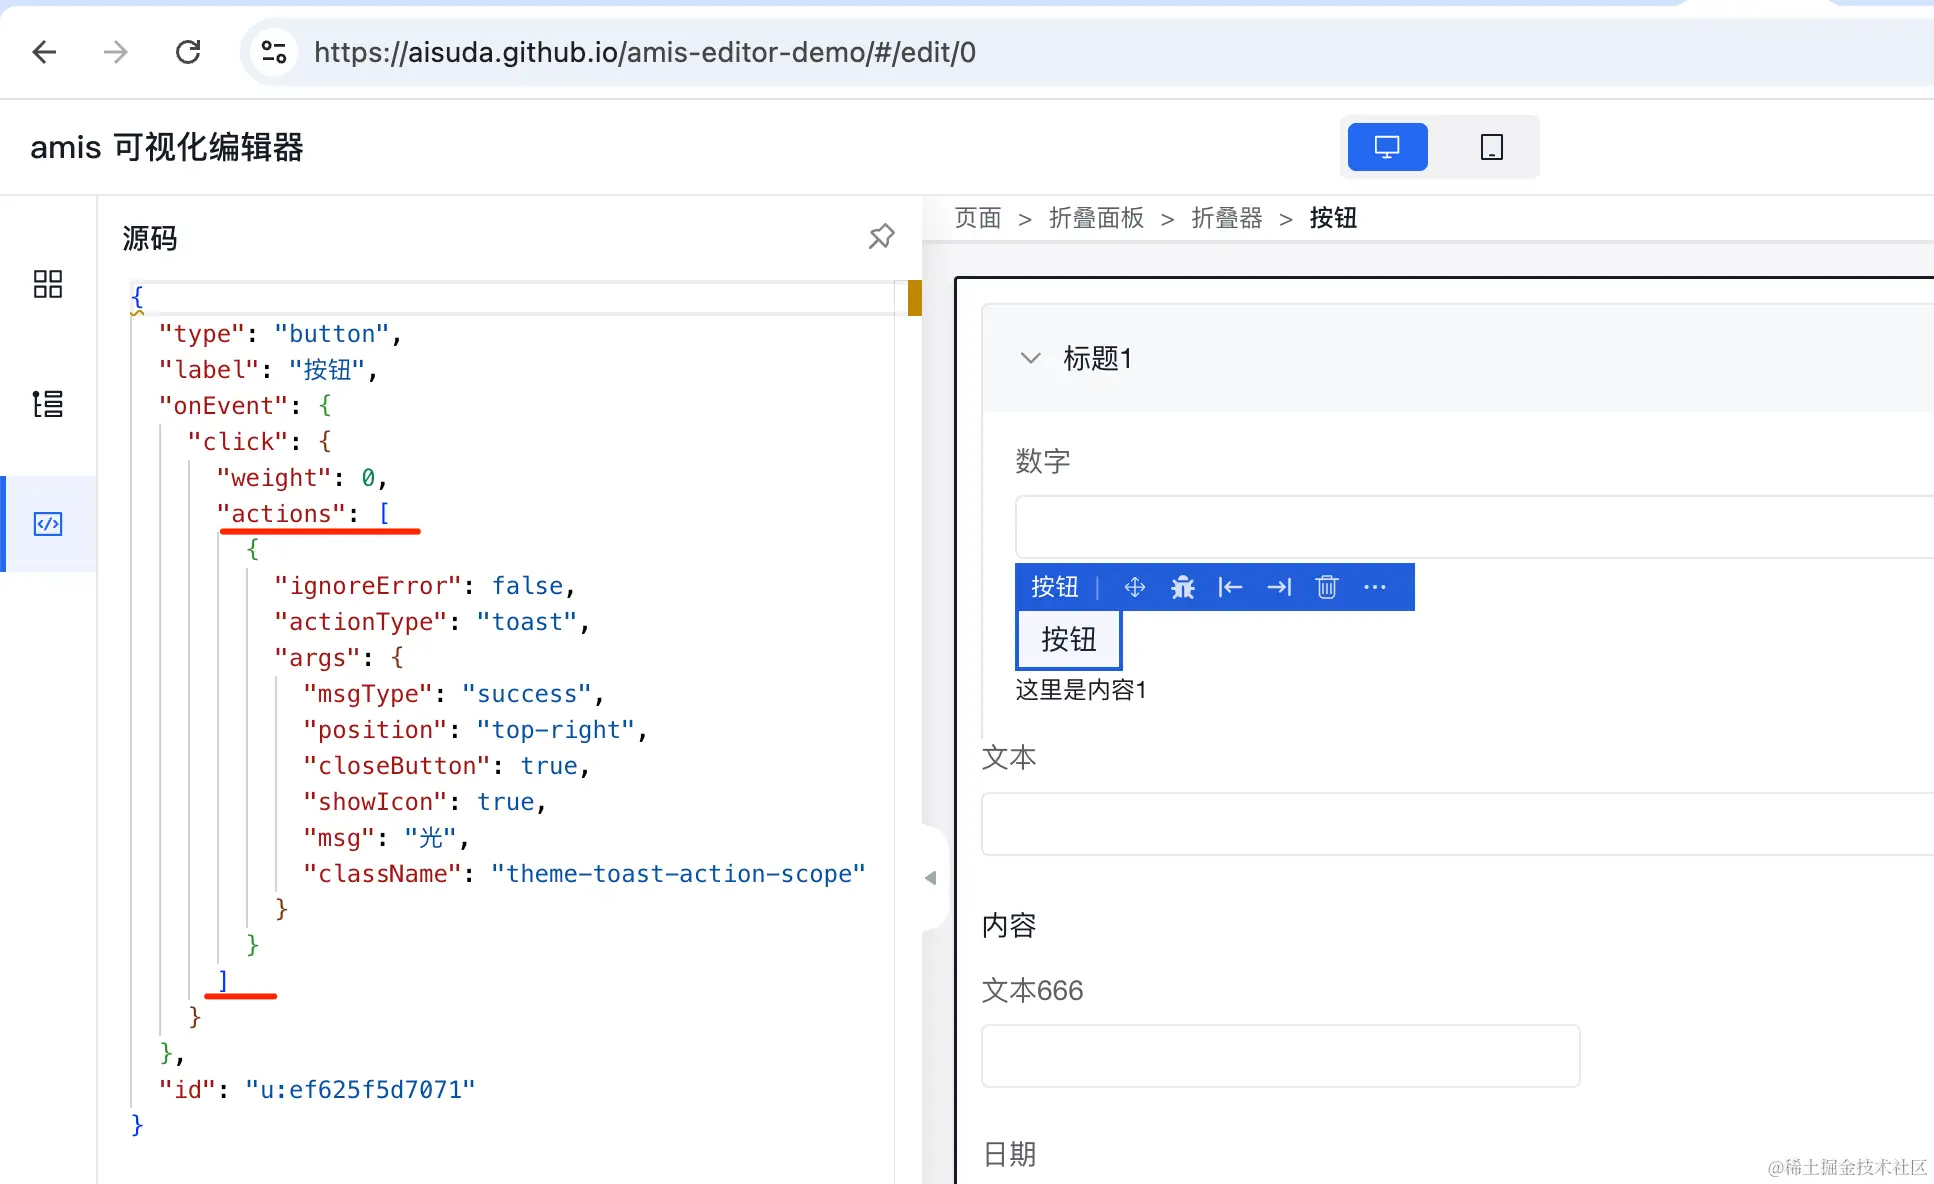 https://aisuda.github.io/amis-editor-demo/#/edit/0
amis 可视化编辑器
源码
{
"type": "button",
"label": "按钮",
"onEvent": {
"click": {
"weight": 0,
"actions": [
{
"ignoreError": false,
"actionType": "toast",
"args": {
"msgType": "success",
"position": "top-right",
"closeButton": true,
"showIcon": true,
"msg": "光",
"className": "theme-toast-action-scope"
}
}
]
}
},
"id": "u:ef625f5d7071"
}
页面 > 折叠面板 > 折叠器 > 按钮
标题1
数字
按钮
按钮
这里是内容1
文本
内容
文本666
日期
@稀土掘金技术社区